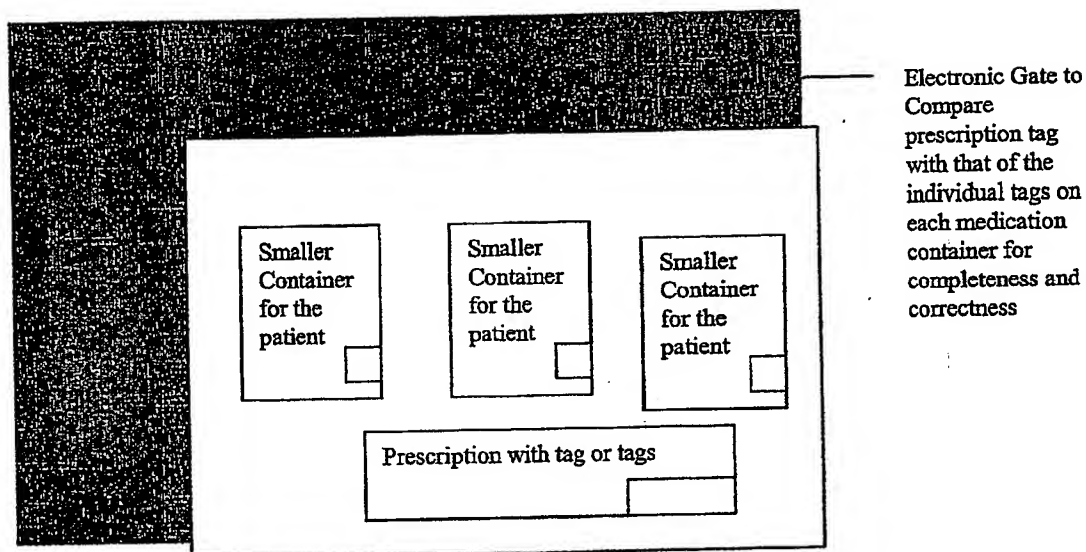 Electronic Gate to
Compare
prescription tag
with that of the
individual tags on
each medication
container for
completeness and
correctness
Smaller
Container
for the
patient
Smaller
Container
for the
patient
Smaller
Container
for the
patient
Prescription with tag or tags